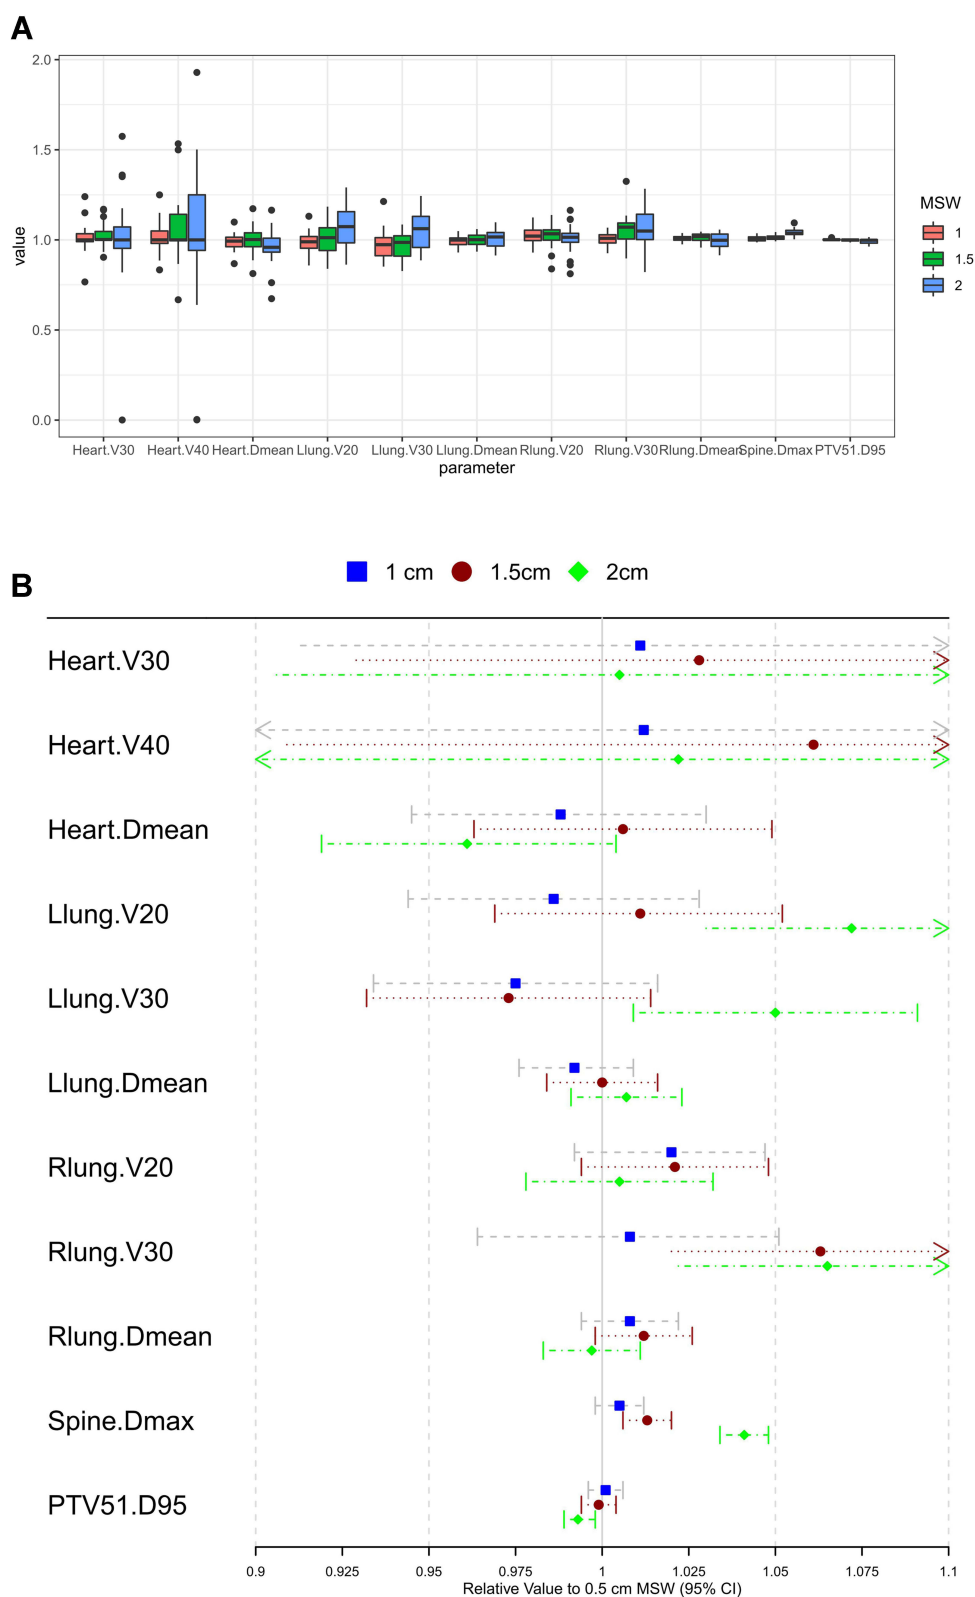 A
2.0
1.5
1.0
0.5
0.0
value
Heart.V30 Heart.V40 Heart.Dmean Llung.V20 Llung.V30 Llung.Dmean Rlung.V20 Rlung.V30 Rlung.Dmean Spine.Dmax PTV51.D95
parameter
MSW
1
1.5
2
B
1 cm 1.5cm 2cm
Heart.V30
Heart.V40
Heart.Dmean
Llung.V20
Llung.V30
Llung.Dmean
Rlung.V20
Rlung.V30
Rlung.Dmean
Spine.Dmax
PTV51.D95
0.9 0.925 0.95 0.975 1 1.025 1.05 1.075 1.1
Relative Value to 0.5 cm MSW (95% CI)